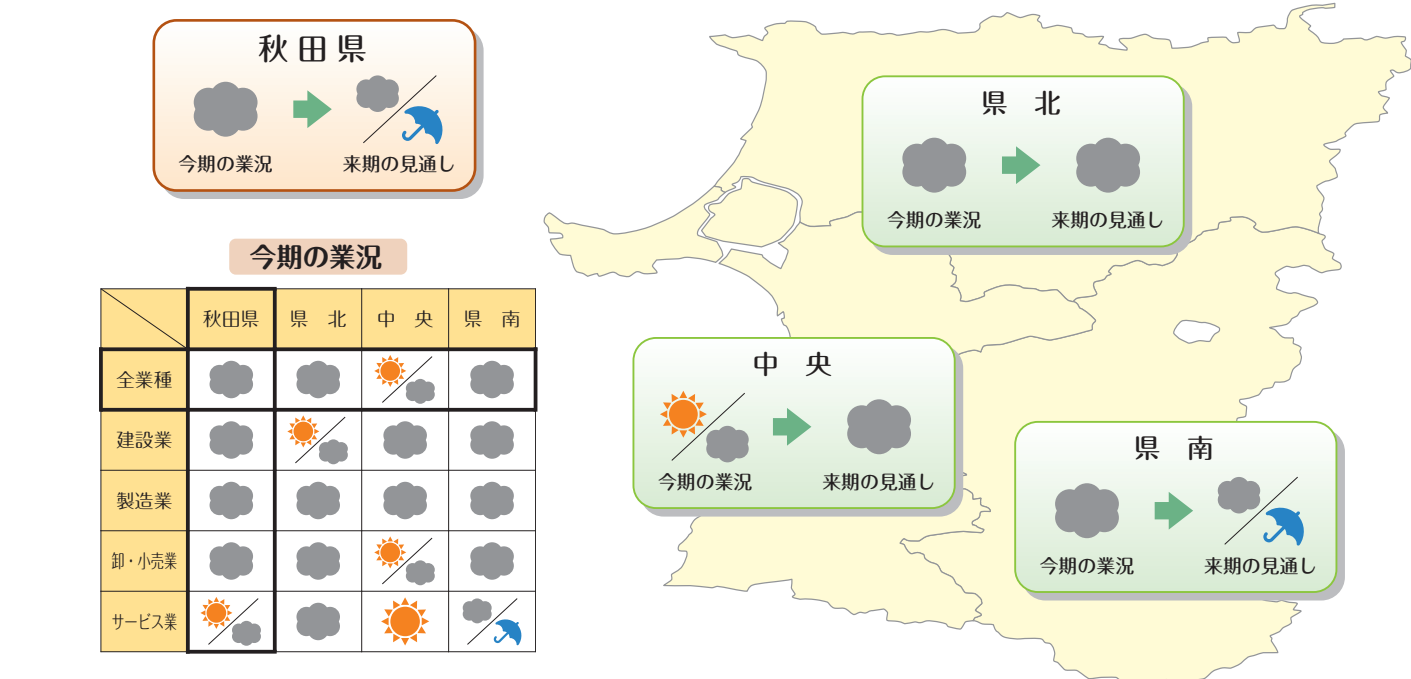 秋田県
今期の業況 来期の見通し
県 北
今期の業況 来期の見通し
中 央
今期の業況 来期の見通し
県 南
今期の業況 来期の見通し
今期の業況
秋田県 県 北 中 央 県 南
全業種
建設業
製造業
卸・小売業
サービス業